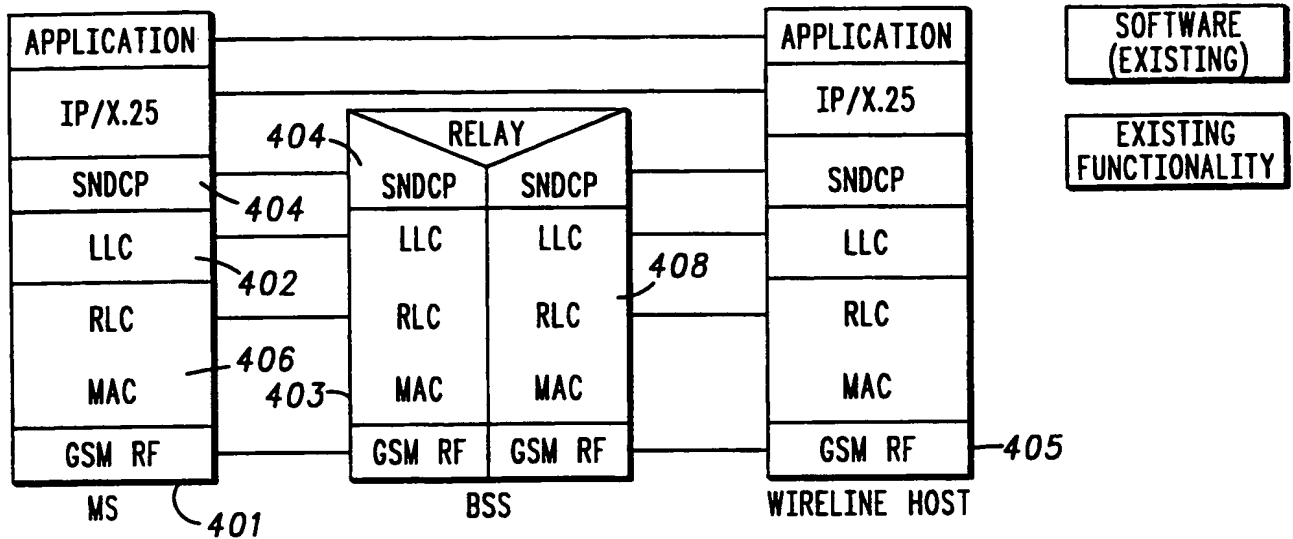 APPLICATION
IP/X.25
SNDCP
404
LLC
402
RLC
406
MAC
GSM RF
MS
401
RELAY
404
SNDCP SNDCP
LLC LLC
408
RLC RLC
403
MAC MAC
GSM RF GSM RF
BSS
APPLICATION
IP/X.25
SNDCP
LLC
RLC
MAC
GSM RF
405
WIRELINE HOST
SOFTWARE
(EXISTING)
EXISTING
FUNCTIONALITY